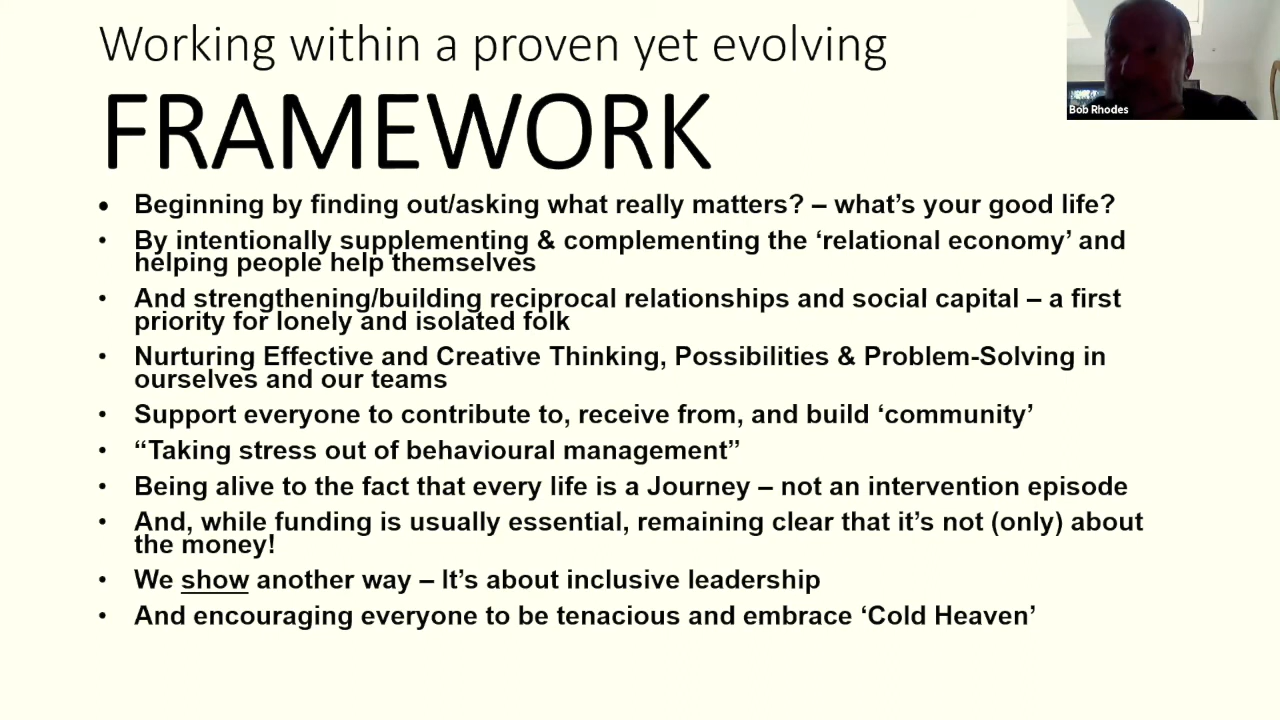 Working within a proven yet evolving
FRAMEWORK
Bob Rhodes
• Beginning by finding out/asking what really matters? – what’s your good life?
• By intentionally supplementing & complementing the ‘relational economy’ and
helping people help themselves
• And strengthening/building reciprocal relationships and social capital – a first
priority for lonely and isolated folk
• Nurturing Effective and Creative Thinking, Possibilities & Problem-Solving in
ourselves and our teams
• Support everyone to contribute to, receive from, and build ‘community’
• “Taking stress out of behavioural management”
• Being alive to the fact that every life is a Journey – not an intervention episode
• And, while funding is usually essential, remaining clear that it’s not (only) about
the money!
• We show another way – It’s about inclusive leadership
• And encouraging everyone to be tenacious and embrace ‘Cold Heaven’